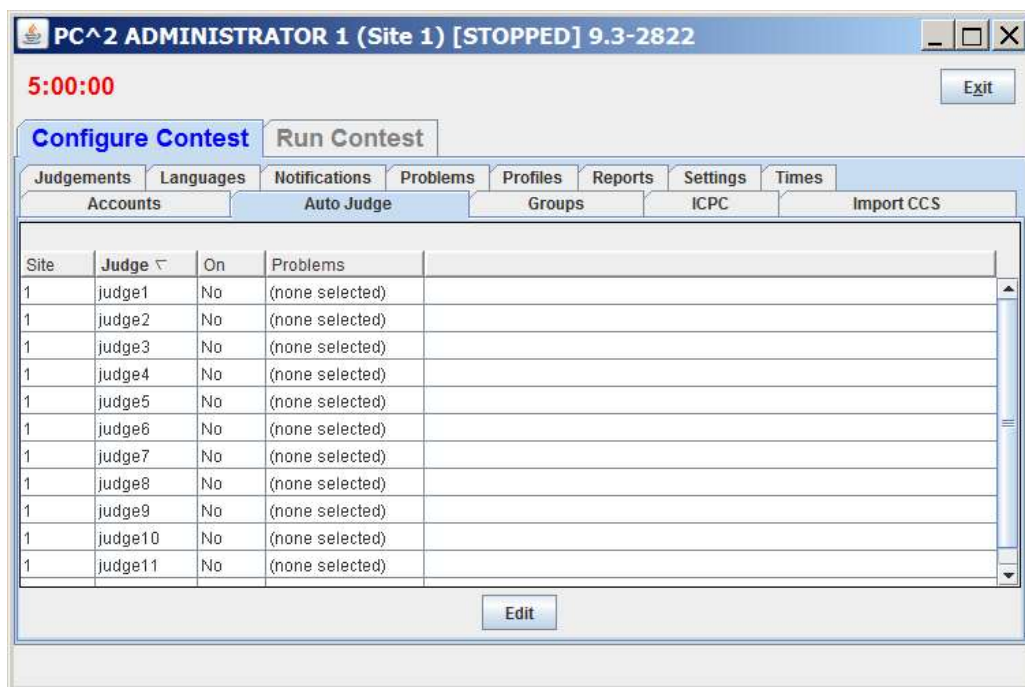 PC^2 ADMINISTRATOR 1 (Site 1) [STOPPED] 9.3-2822
5:00:00 Exit
Configure Contest Run Contest
Judgements Languages Notifications Problems Profiles Reports Settings Times
Accounts Auto Judge Groups ICPC Import CCS
Site Judge On Problems
1 judge1 No (none selected)
1 judge2 No (none selected)
1 judge3 No (none selected)
1 judge4 No (none selected)
1 judge5 No (none selected)
1 judge6 No (none selected)
1 judge7 No (none selected)
1 judge8 No (none selected)
1 judge9 No (none selected)
1 judge10 No (none selected)
1 judge11 No (none selected)
Edit